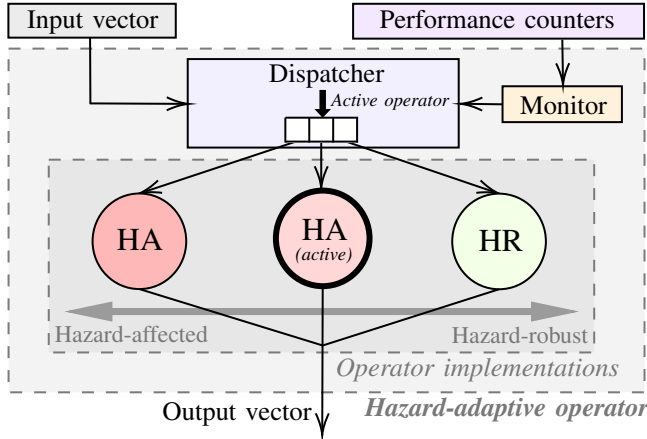 Input vector
Performance counters
Dispatcher
Active operator
Monitor
HA
HA
(active)
HR
Hazard-affected
Hazard-robust
Operator implementations
Output vector
Hazard-adaptive operator